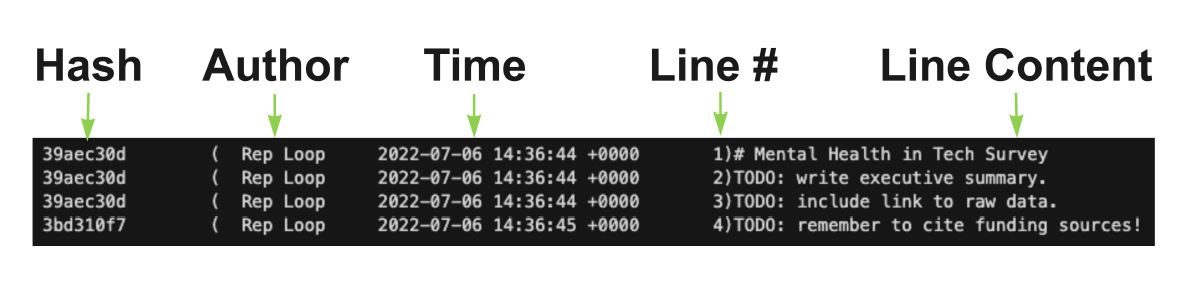 Hash Author Time Line # Line Content
39aec30d ( Rep Loop 2022-07-06 14:36:44 +0000 1)# Mental Health in Tech Survey
39aec30d ( Rep Loop 2022-07-06 14:36:44 +0000 2)TODO: write executive summary.
39aec30d ( Rep Loop 2022-07-06 14:36:44 +0000 3)TODO: include link to raw data.
3bd310f7 ( Rep Loop 2022-07-06 14:36:45 +0000 4)TODO: remember to cite funding sources!